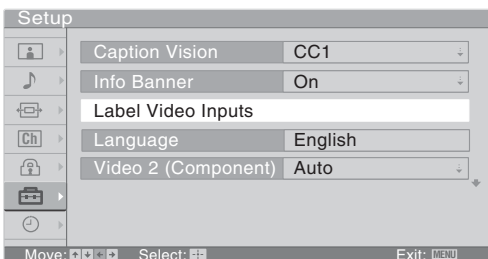 Setup
Caption Vision CC1
Info Banner On
Label Video Inputs
Ch Language English
Video 2 (Component) Auto
Move: Select: Exit: MENU